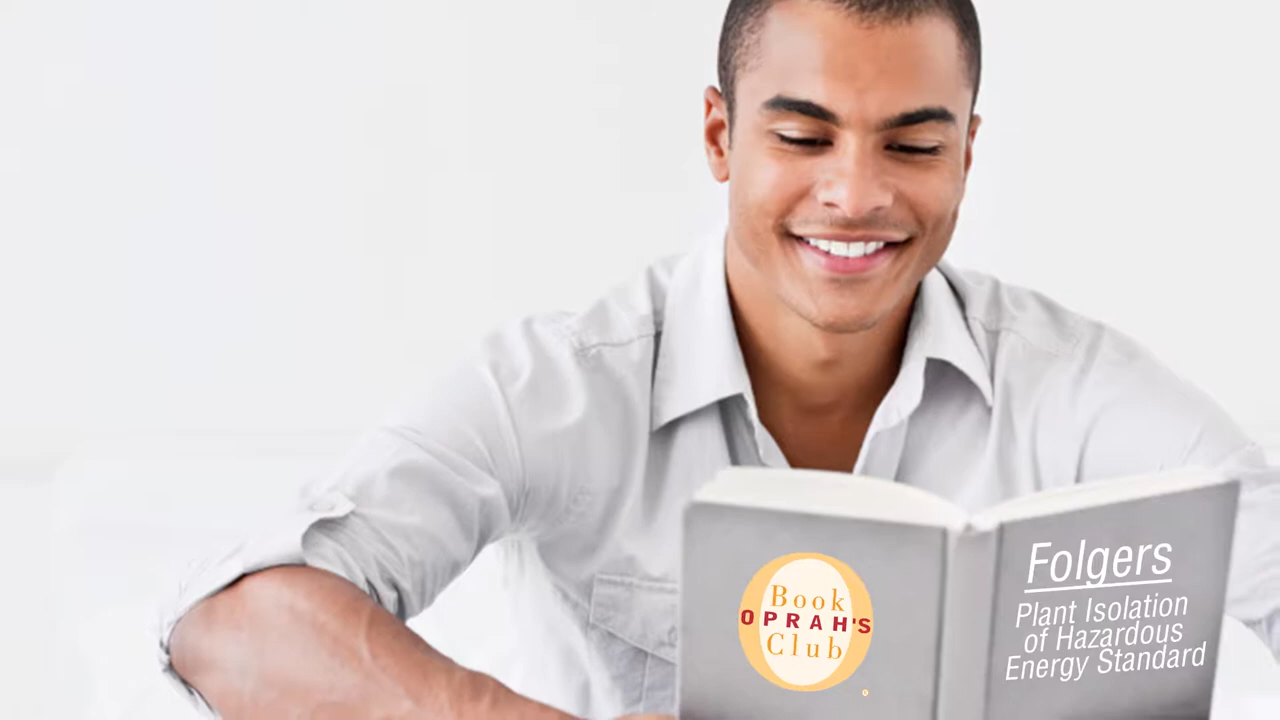 Book
OPRAH'S
Club
®
Folgers
Plant Isolation
of Hazardous
Energy Standard